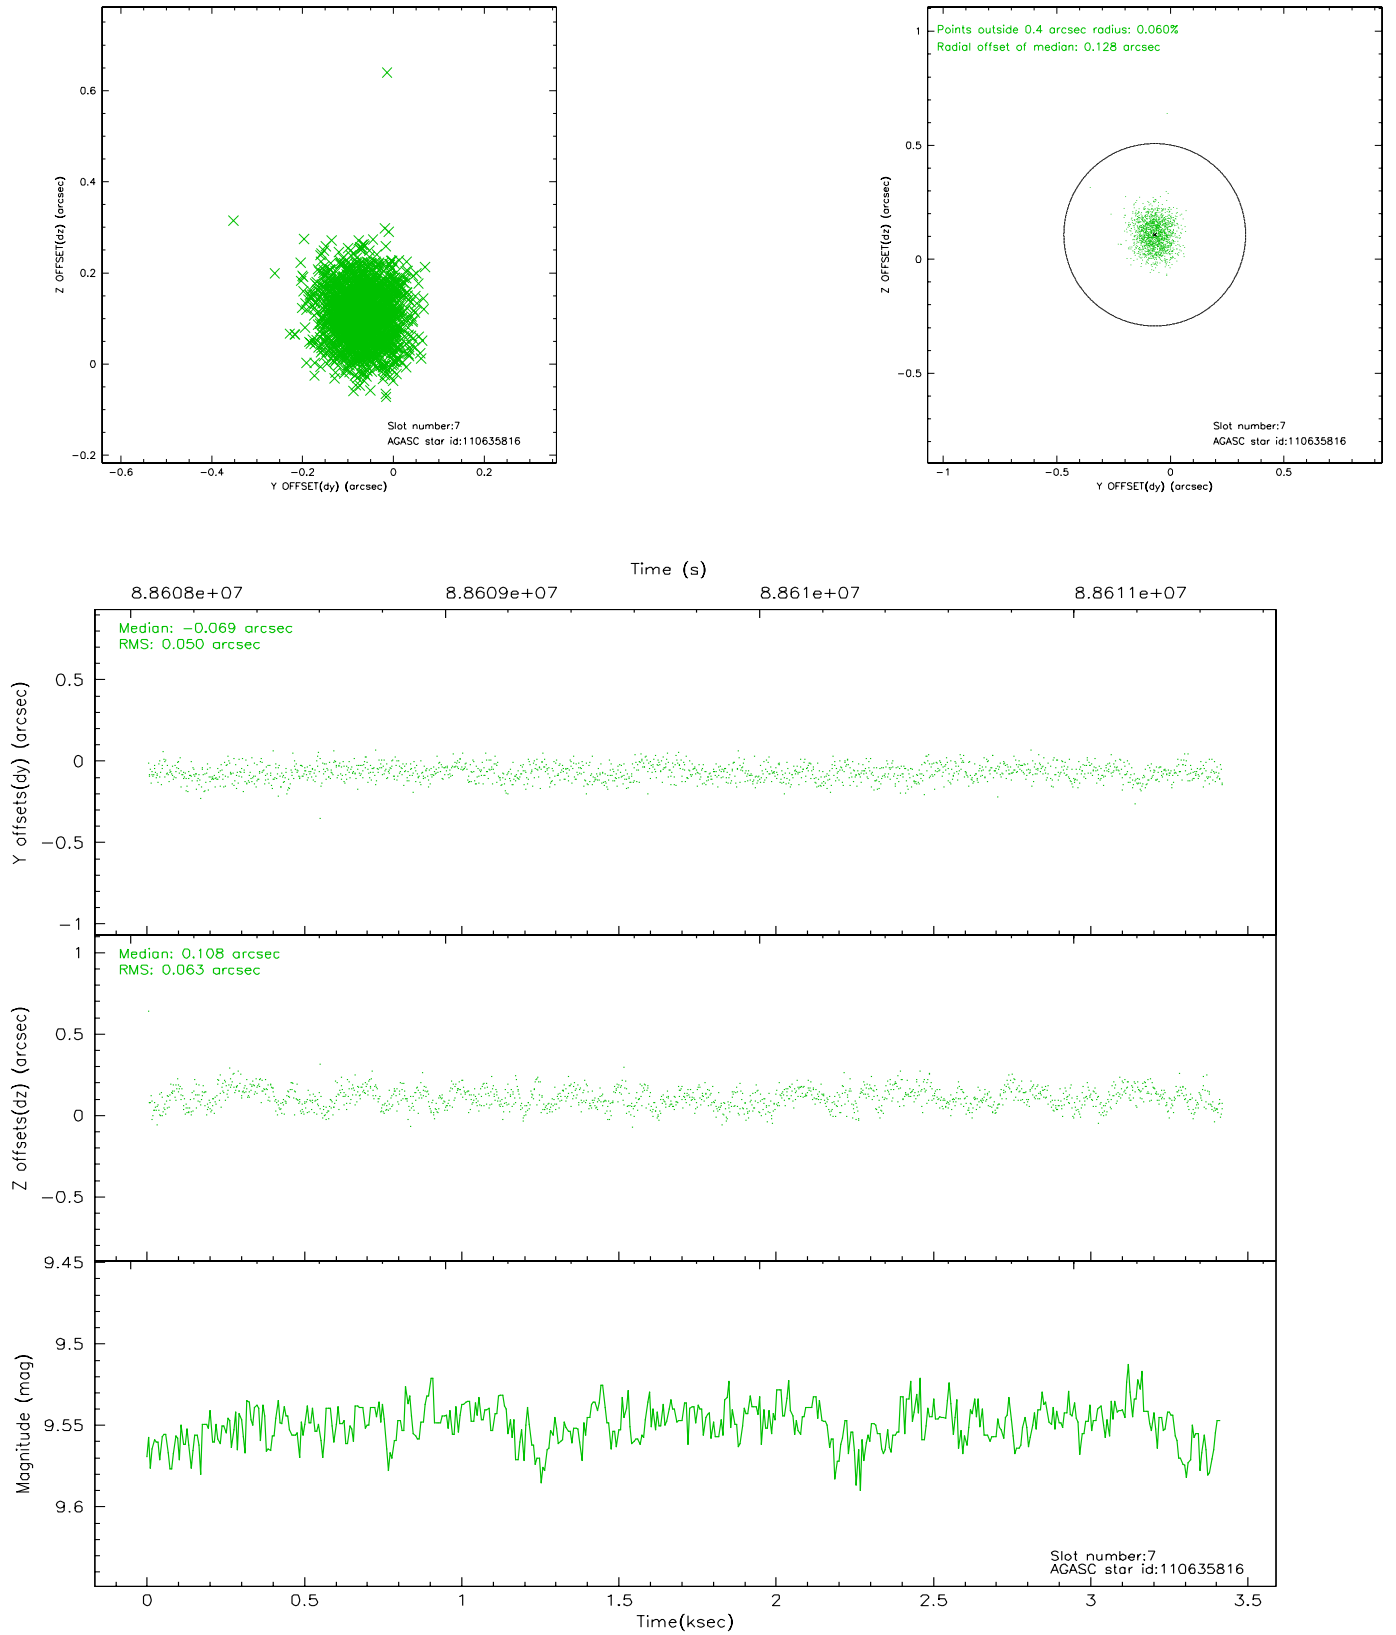 0.6
0.4
0.2
0
−0.2
Z OFFSET(dz) (arcsec)
Slot number:7
AGASC star id:110635816
−0.6
−0.4
−0.2
0
0.2
Y OFFSET(dy) (arcsec)
Points outside 0.4 arcsec radius: 0.060%
Radial offset of median: 0.128 arcsec
1
0.5
0
−0.5
Z OFFSET(dz) (arcsec)
Slot number:7
AGASC star id:110635816
−1
−0.5
0
0.5
Y OFFSET(dy) (arcsec)
Time (s)
8.8608e+07
8.8609e+07
8.861e+07
8.8611e+07
Median: −0.069 arcsec
RMS: 0.050 arcsec
0.5
0
−0.5
−1
Y offsets(dy) (arcsec)
Median: 0.108 arcsec
RMS: 0.063 arcsec
1
0.5
0
−0.5
Z offsets(dz) (arcsec)
9.45
9.5
9.55
9.6
Magnitude (mag)
Slot number:7
AGASC star id:110635816
0
0.5
1
1.5
2
2.5
3
3.5
Time(ksec)